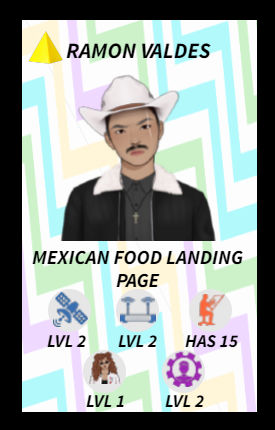 RAMON VALDES
MEXICAN FOOD LANDING
PAGE
LVL 2 LVL 2 HAS 15
LVL 1 LVL 2